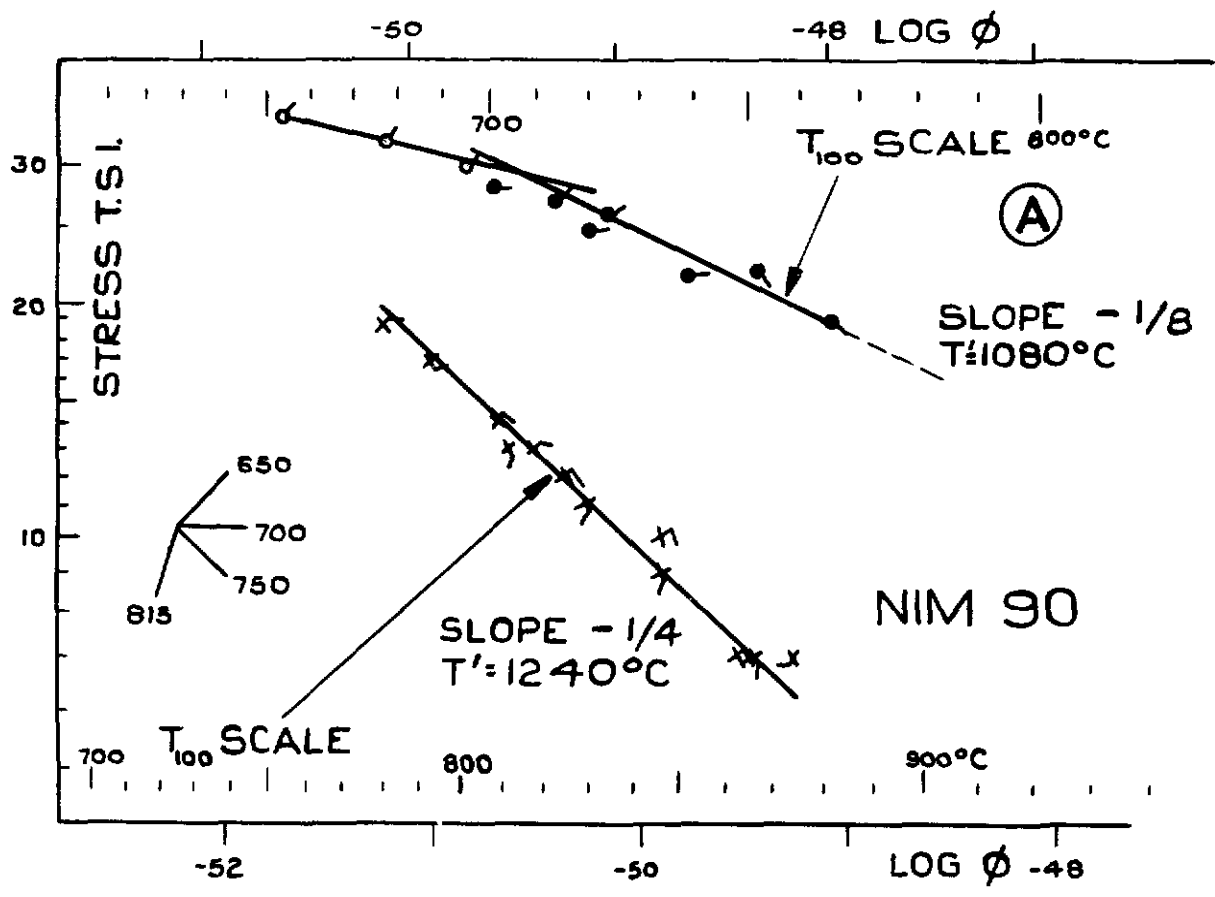 -50 -48 LOG Ø
700
T100 SCALE 800°C
30
STRESS T.S.I.
A
20
SLOPE - 1/8
T'=1080°C
650
10
700
750
815
NIM 90
SLOPE - 1/4
T'=1240°C
T100 SCALE
700 800 900°C
-52 -50 LOG Ø -48